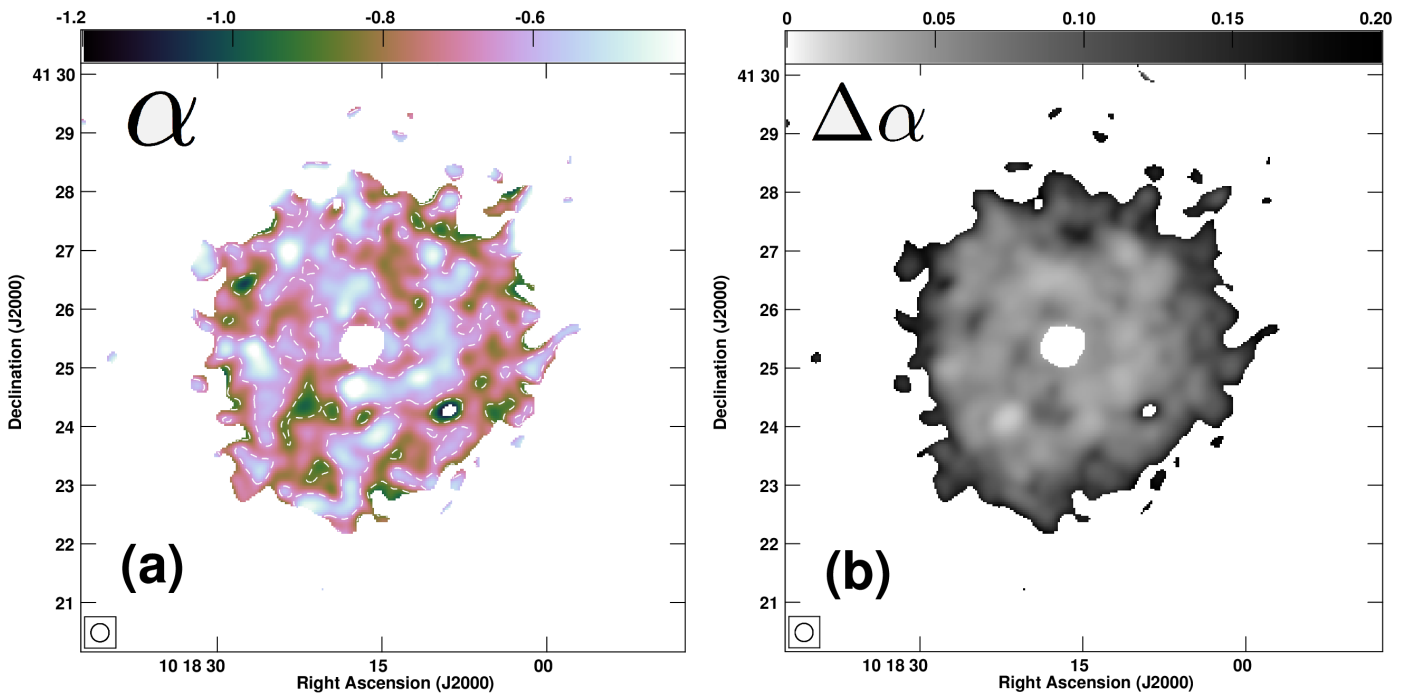 -1.2 -1.0 -0.8 -0.6
α
41 30
29
28
27
26
25
24
23
22
21
Declination (J2000)
(a)
10 18 30 15 00
Right Ascension (J2000)
0 0.05 0.10 0.15 0.20
Δα
41 30
29
28
27
26
25
24
23
22
21
Declination (J2000)
(b)
10 18 30 15 00
Right Ascension (J2000)